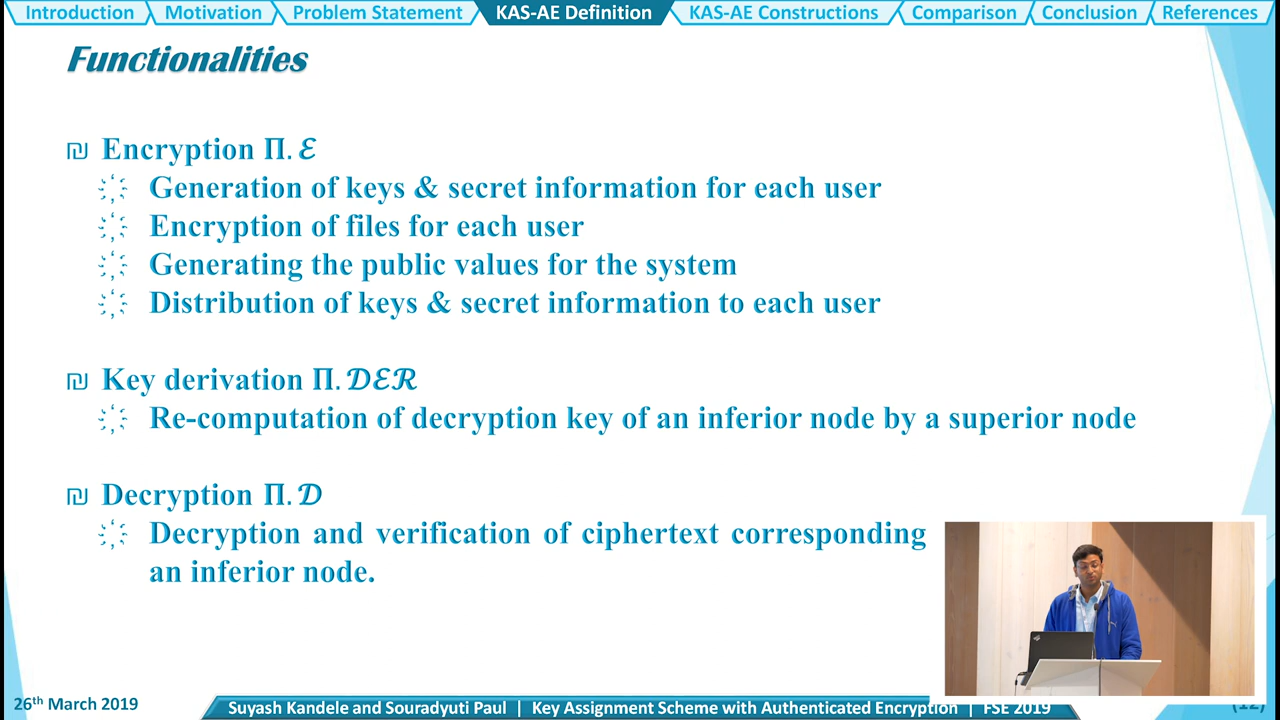 Introduction Motivation Problem Statement KAS-AE Definition KAS-AE Constructions Comparison Conclusion References
Functionalities
₪ Encryption Π.ℰ
Generation of keys & secret information for each user
Encryption of files for each user
Generating the public values for the system
Distribution of keys & secret information to each user
₪ Key derivation Π.𝒟ℰℛ
Re-computation of decryption key of an inferior node by a superior node
₪ Decryption Π.𝒟
Decryption and verification of ciphertext corresponding
an inferior node.
26th March 2019 Suyash Kandele and Souradyuti Paul | Key Assignment Scheme with Authenticated Encryption | FSE 2019 (12)